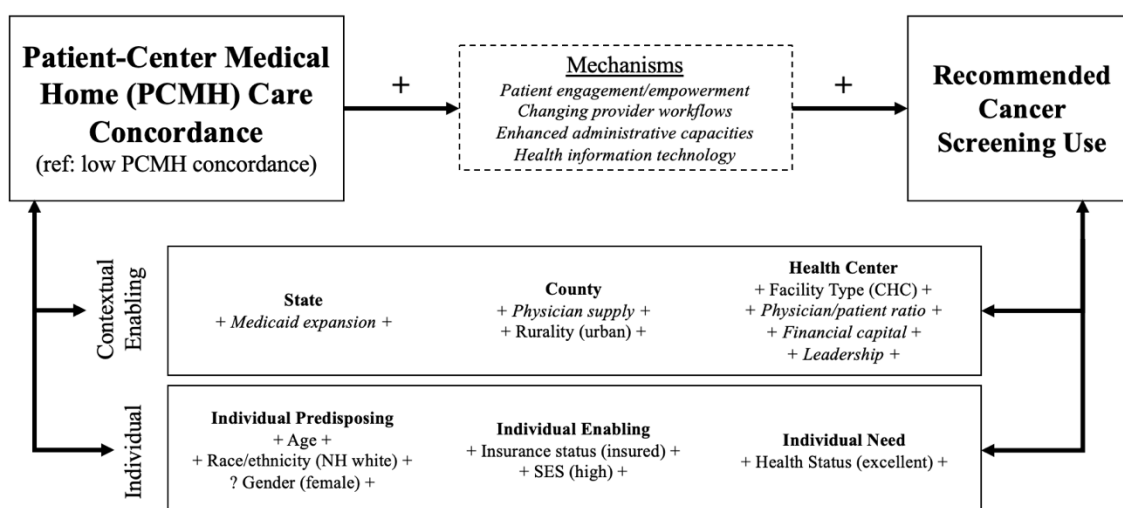 Patient-Center Medical
Home (PCMH) Care
Concordance
(ref: low PCMH concordance)
+
Mechanisms
Patient engagement/empowerment
Changing provider workflows
Enhanced administrative capacities
Health information technology
+
Recommended
Cancer
Screening Use
Contextual
Enabling
State
+ Medicaid expansion +
County
+ Physician supply +
+ Rurality (urban) +
Health Center
+ Facility Type (CHC) +
+ Physician/patient ratio +
+ Financial capital +
+ Leadership +
Individual
Individual Predisposing
+ Age +
+ Race/ethnicity (NH white) +
? Gender (female) +
Individual Enabling
+ Insurance status (insured) +
+ SES (high) +
Individual Need
+ Health Status (excellent) +